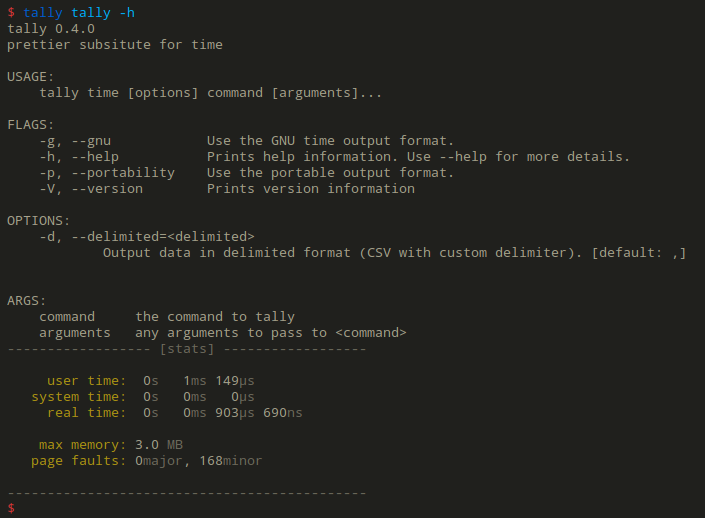 $ tally tally -h
tally 0.4.0
prettier subsitute for time
USAGE:
tally time [options] command [arguments]...
FLAGS:
-g, --gnu Use the GNU time output format.
-h, --help Prints help information. Use --help for more details.
-p, --portability Use the portable output format.
-V, --version Prints version information
OPTIONS:
-d, --delimited=<delimited>
Output data in delimited format (CSV with custom delimiter). [default: ,]
ARGS:
command the command to tally
arguments any arguments to pass to <command>
------------------ [stats] ------------------
user time: 0s 1ms 149µs
system time: 0s 0ms 0µs
real time: 0s 0ms 903µs 690ns
max memory: 3.0 MB
page faults: 0major, 168minor
---------------------------------------------
$